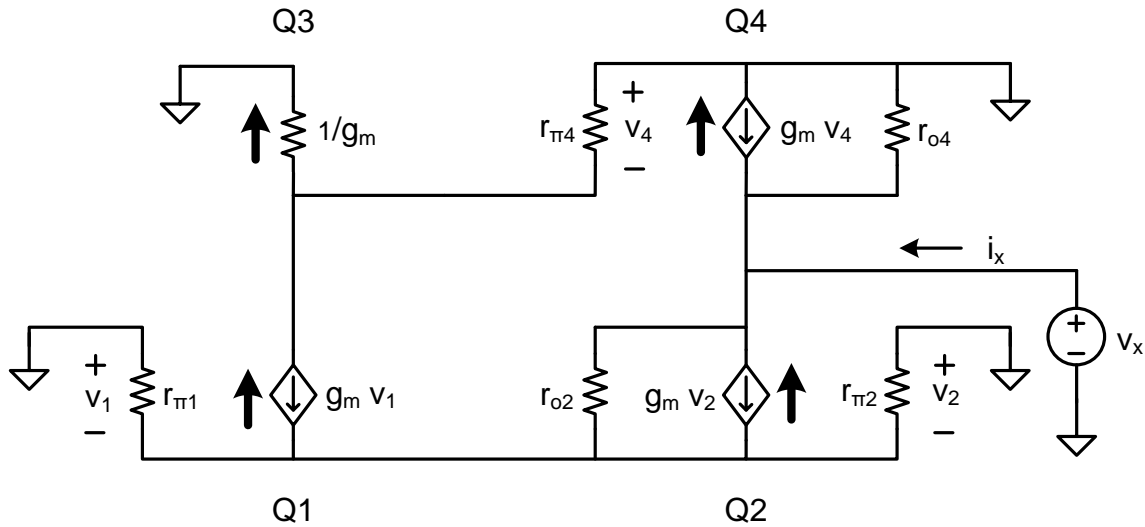 Q3
Q4
1/gm
rπ4
+
v4
−
gm v4
ro4
ix
+
−
vx
+
v1
−
rπ1
gm v1
ro2
gm v2
rπ2
+
v2
−
Q1
Q2